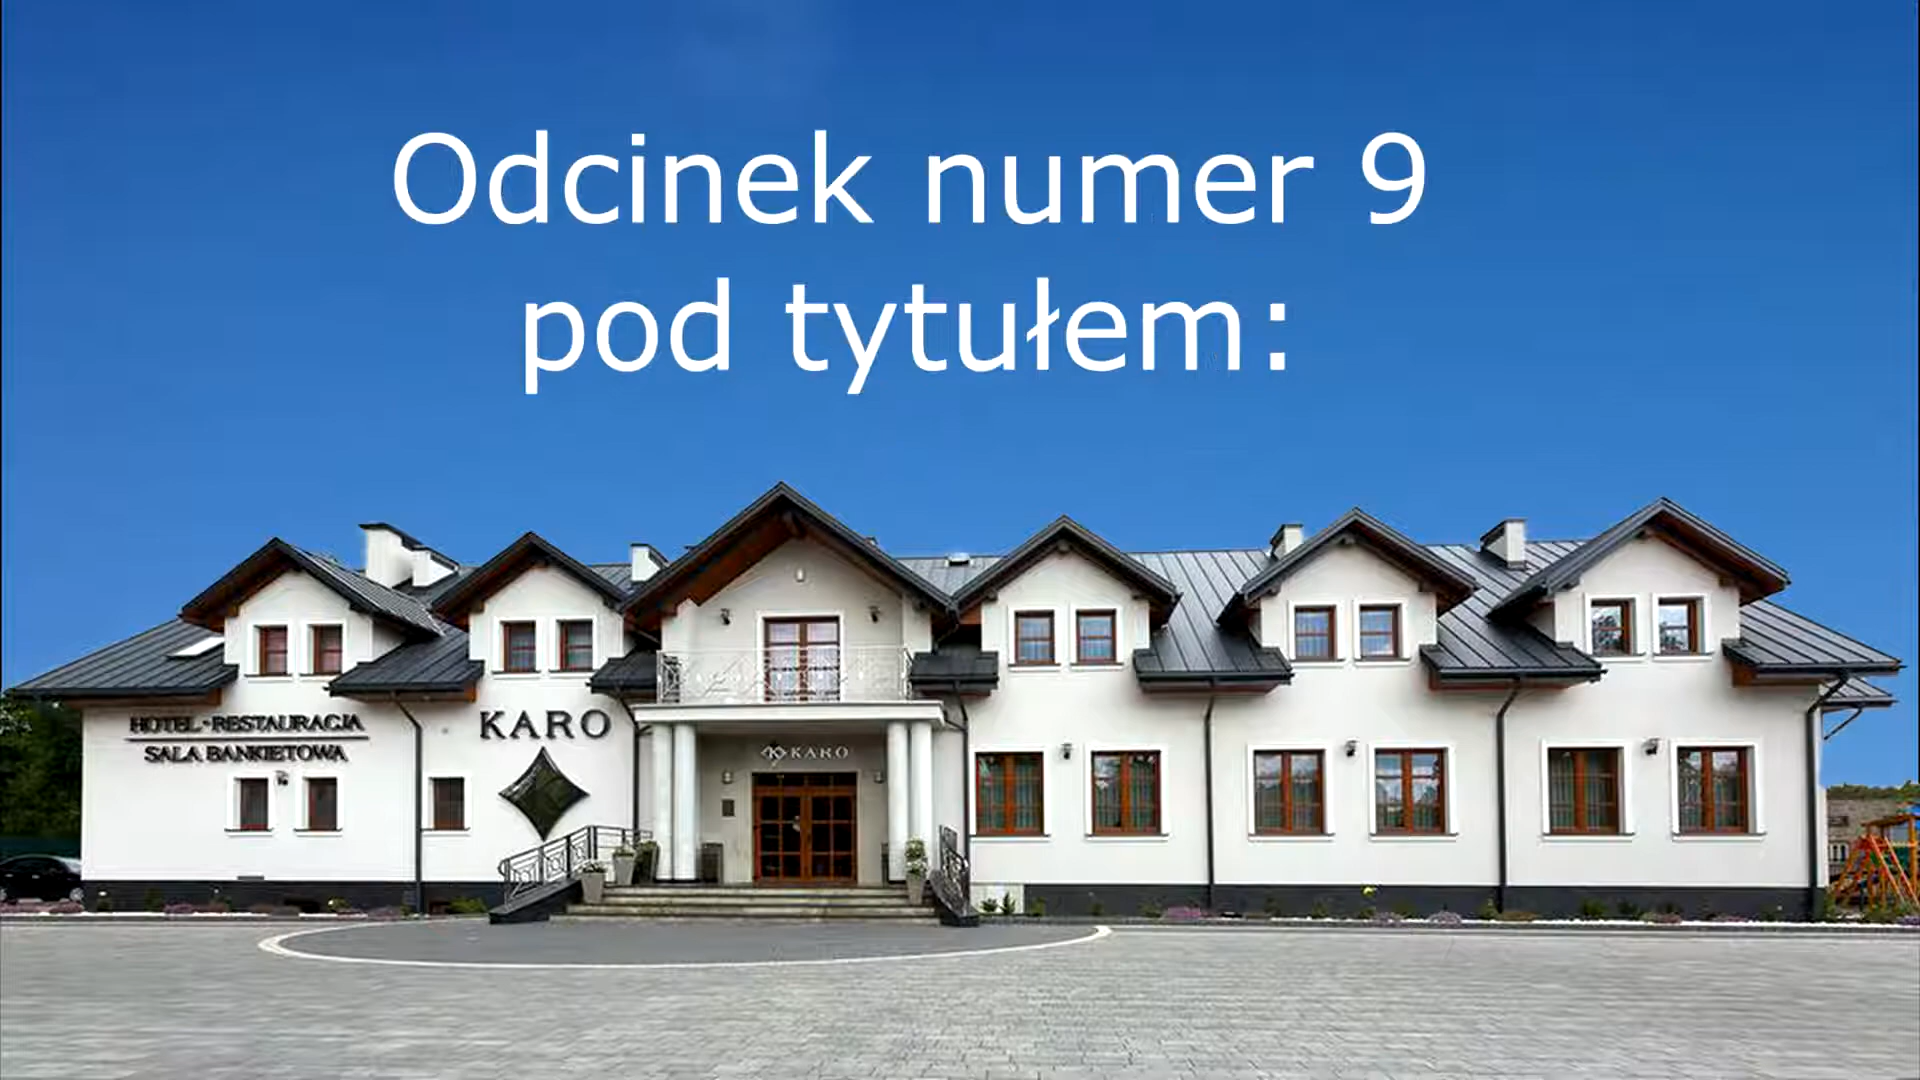 Odcinek numer 9
pod tytułem:
HOTEL-RESTAURACJA
SALA BANKIETOWA
KARO
K KARO